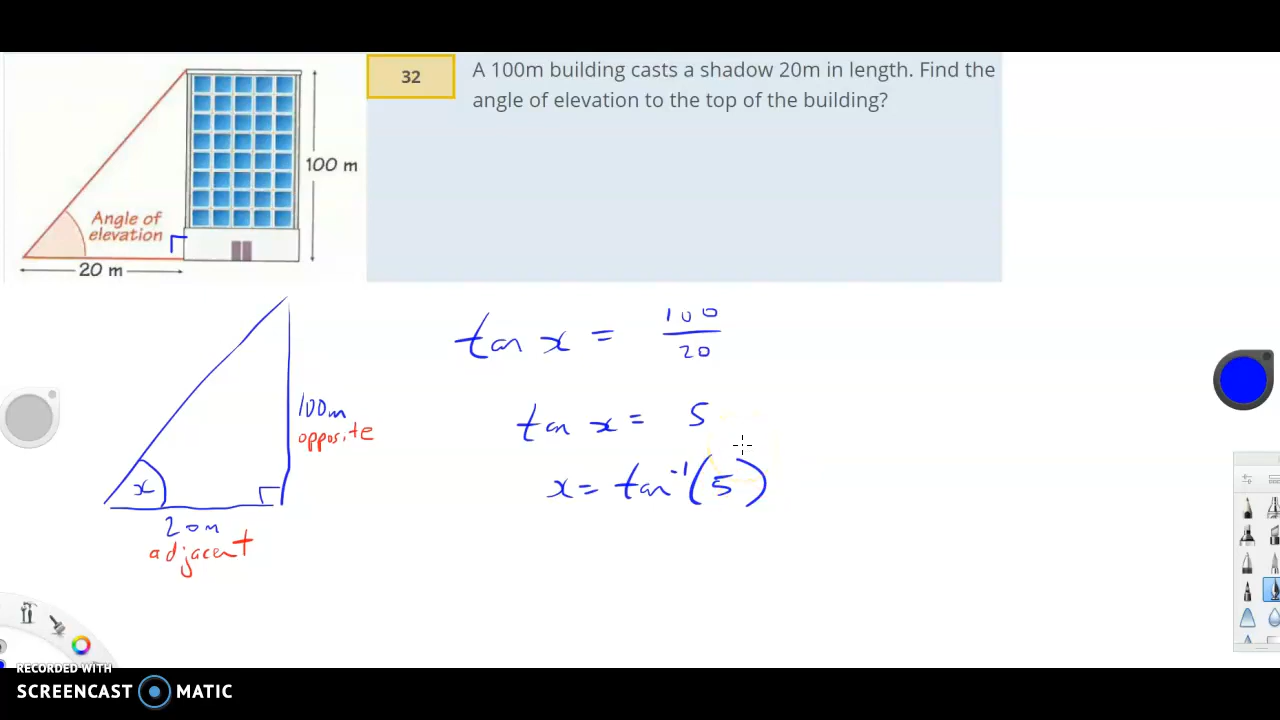 32
A 100m building casts a shadow 20m in length. Find the
angle of elevation to the top of the building?
100 m
Angle of
elevation
20 m
tan x = 100/20
100m
opposite
tan x = 5
x
x = tan⁻¹(5)
20m
adjacent
RECORDED WITH
SCREENCAST MATIC